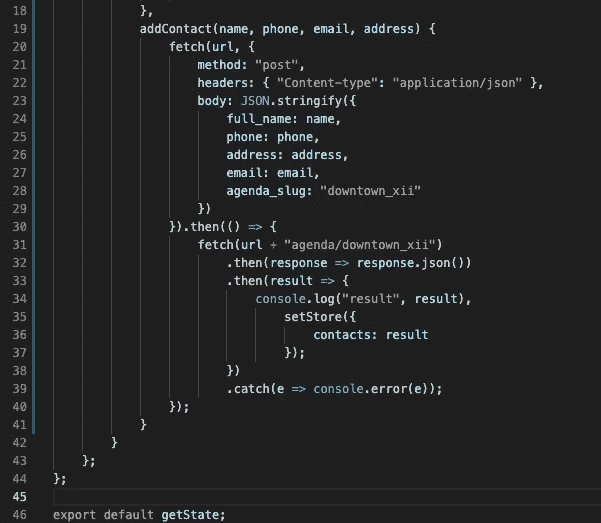 18 },
19 addContact(name, phone, email, address) {
20 fetch(url, {
21 method: "post",
22 headers: { "Content-type": "application/json" },
23 body: JSON.stringify({
24 full_name: name,
25 phone: phone,
26 address: address,
27 email: email,
28 agenda_slug: "downtown_xii"
29 })
30 }).then(() => {
31 fetch(url + "agenda/downtown_xii")
32 .then(response => response.json())
33 .then(result => {
34 console.log("result", result),
35 setStore({
36 contacts: result
37 });
38 })
39 .catch(e => console.error(e));
40 });
41 }
42 }
43 };
44 };
45
46 export default getState;